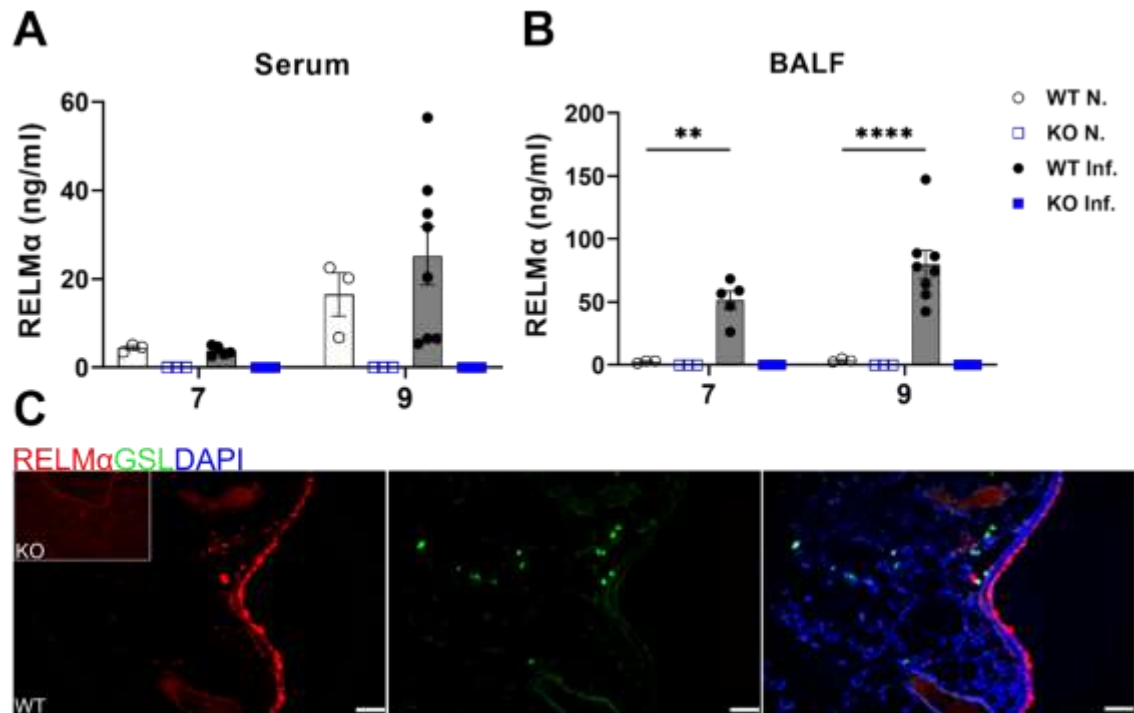 A
B
Serum
BALF
RELMα (ng/ml)
60
40
20
0
7
9
RELMα (ng/ml)
200
150
100
50
0
**
****
7
9
WT N.
KO N.
WT Inf.
KO Inf.
C
RELMαGSLDAPI
KO
WT